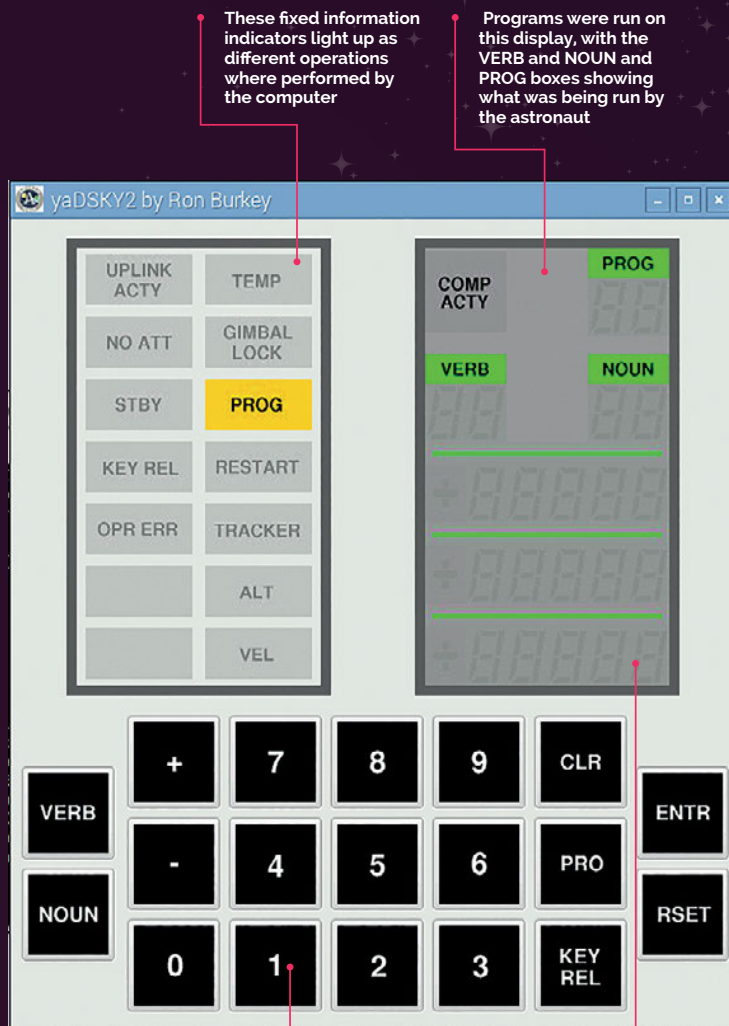 These fixed information
indicators light up as
different operations
where performed by
the computer
Programs were run on
this display, with the
VERB and NOUN and
PROG boxes showing
what was being run by
the astronaut
yaDSKY2 by Ron Burkey
UPLINK
ACTY
TEMP
NO ATT
GIMBAL
LOCK
STBY
PROG
KEY REL
RESTART
OPR ERR
TRACKER
ALT
VEL
COMP
ACTY
PROG
VERB
NOUN
+
7
8
9
CLR
VERB
ENTR
-
4
5
6
PRO
NOUN
RSET
0
1
2
3
KEY
REL